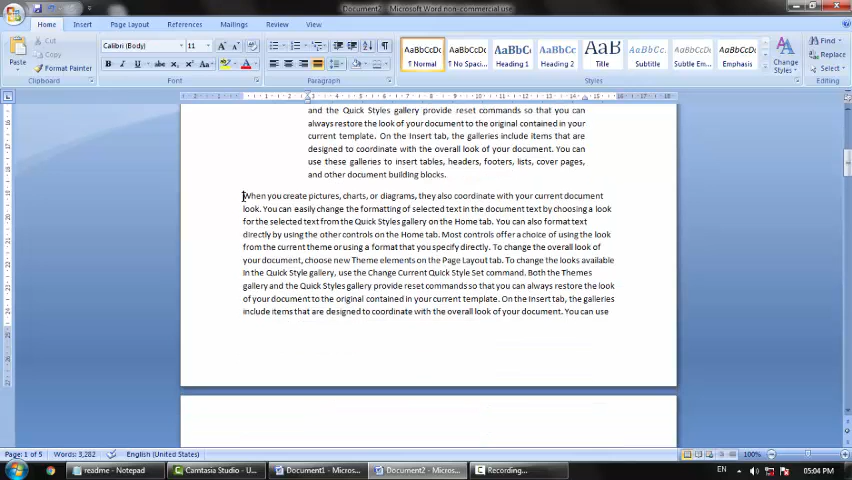 Document2 - Microsoft Word non-commercial use
Home Insert Page Layout References Mailings Review View
Paste Cut Copy Format Painter Clipboard
Calibri (Body) 11 Font
Paragraph
AaBbCcDc ¶ Normal
AaBbCcDc ¶ No Spaci...
AaBbCc Heading 1
AaBbCc Heading 2
AaB Title
AaBbCc. Subtitle
AaBbCcDc Subtle Em...
AaBbCcDc Emphasis
Change Styles
Styles
Find
Replace
Select
Editing
and the Quick Styles gallery provide reset commands so that you can
always restore the look of your document to the original contained in your
current template. On the Insert tab, the galleries include items that are
designed to coordinate with the overall look of your document. You can
use these galleries to insert tables, headers, footers, lists, cover pages,
and other document building blocks.
When you create pictures, charts, or diagrams, they also coordinate with your current document
look. You can easily change the formatting of selected text in the document text by choosing a look
for the selected text from the Quick Styles gallery on the Home tab. You can also format text
directly by using the other controls on the Home tab. Most controls offer a choice of using the look
from the current theme or using a format that you specify directly. To change the overall look of
your document, choose new Theme elements on the Page Layout tab. To change the looks available
in the Quick Style gallery, use the Change Current Quick Style Set command. Both the Themes
gallery and the Quick Styles gallery provide reset commands so that you can always restore the look
of your document to the original contained in your current template. On the Insert tab, the galleries
include items that are designed to coordinate with the overall look of your document. You can use
Page: 1 of 5 Words: 3,282 English (United States) 100%
readme - Notepad Camtasia Studio - U... Document1 - Micros... Document2 - Micros... Recording... EN 05:04 PM